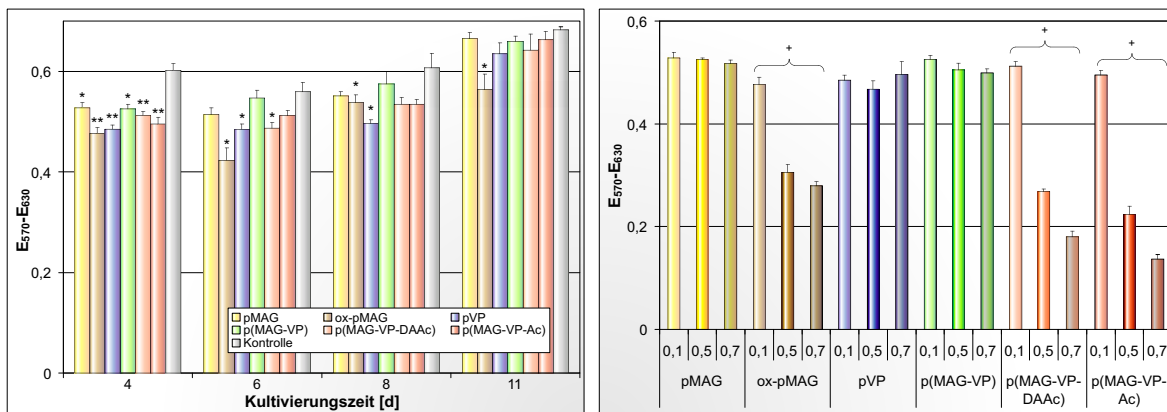 E570-E630
0,6
0,4
0,2
0
* ** ** * ** **
* * *
* *
*
pMAG ox-pMAG pVP
p(MAG-VP) p(MAG-VP-DAAc) p(MAG-VP-Ac)
Kontrolle
4 6 8 11
Kultivierungszeit [d]
E570-E630
0,6
0,4
0,2
0
+ + +
0,1 0,5 0,7 0,1 0,5 0,7 0,1 0,5 0,7 0,1 0,5 0,7 0,1 0,5 0,7 0,1 0,5 0,7
pMAG ox-pMAG pVP p(MAG-VP) p(MAG-VP- p(MAG-VP-
DAAc) Ac)